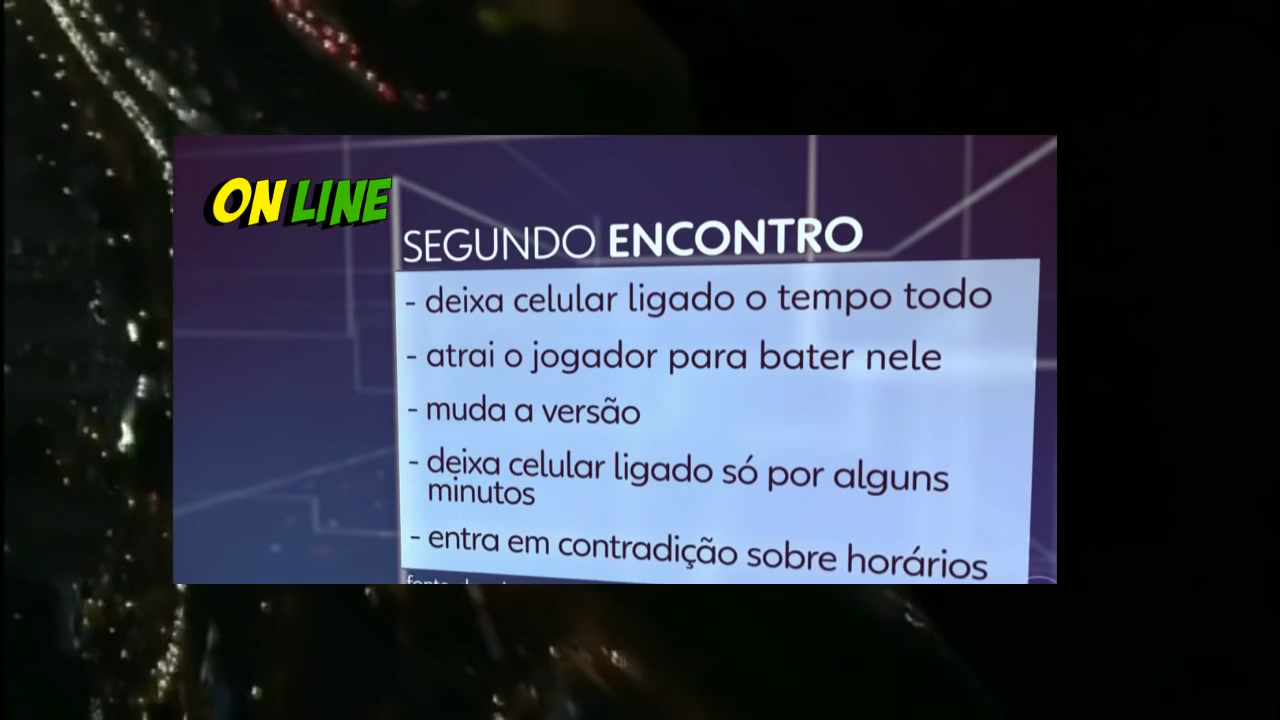 ON LINE
SEGUNDO ENCONTRO
- deixa celular ligado o tempo todo
- atrai o jogador para bater nele
- muda a versão
- deixa celular ligado só por alguns
minutos
- entra em contradição sobre horários